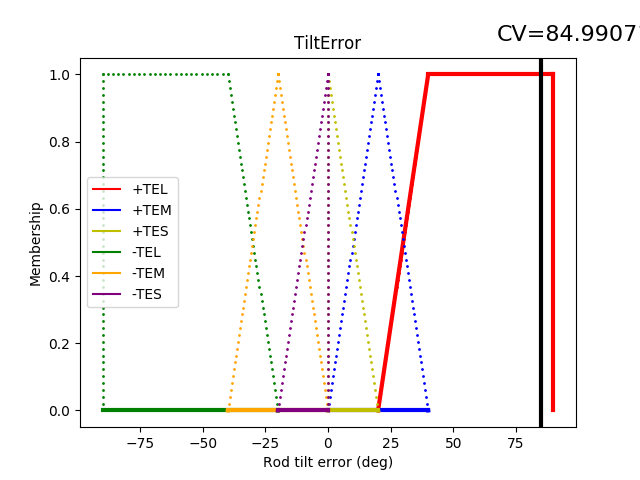 CV=84.9907
TiltError
1.0
0.8
0.6
0.4
0.2
0.0
Membership
+TEL
+TEM
+TES
-TEL
-TEM
-TES
−75
−50
−25
0
25
50
75
Rod tilt error (deg)